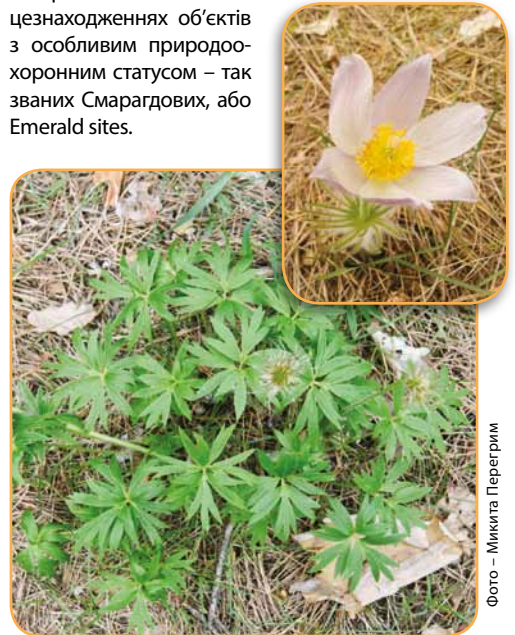 цезнаходженнях об’єктів
з особливим природоо-
хоронним статусом – так
званих Смарагдових, або
Emerald sites.
Фото – Микита Перегрим